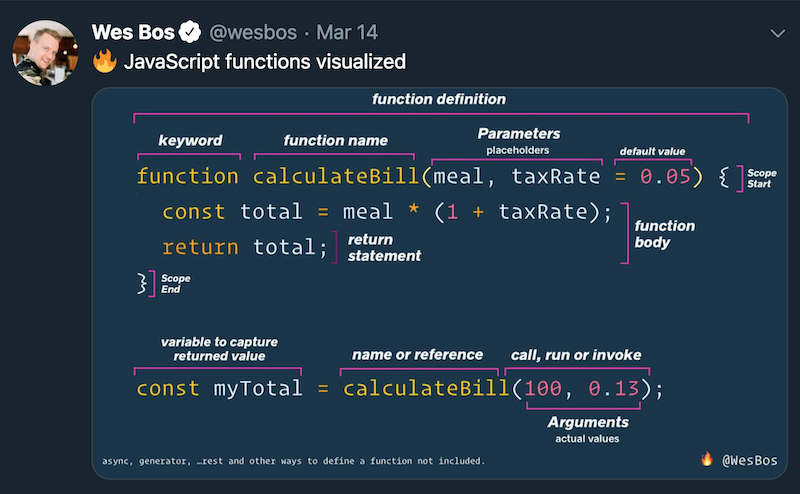 Wes Bos @wesbos · Mar 14
🔥 JavaScript functions visualized
function definition
keyword
function name
Parameters
placeholders
default value
function calculateBill(meal, taxRate = 0.05) {
Scope
Start
const total = meal * (1 + taxRate);
function
body
return total;
return
statement
}
Scope
End
variable to capture
returned value
name or reference
call, run or invoke
const myTotal = calculateBill(100, 0.13);
Arguments
actual values
async, generator, …rest and other ways to define a function not included.
🔥 @WesBos